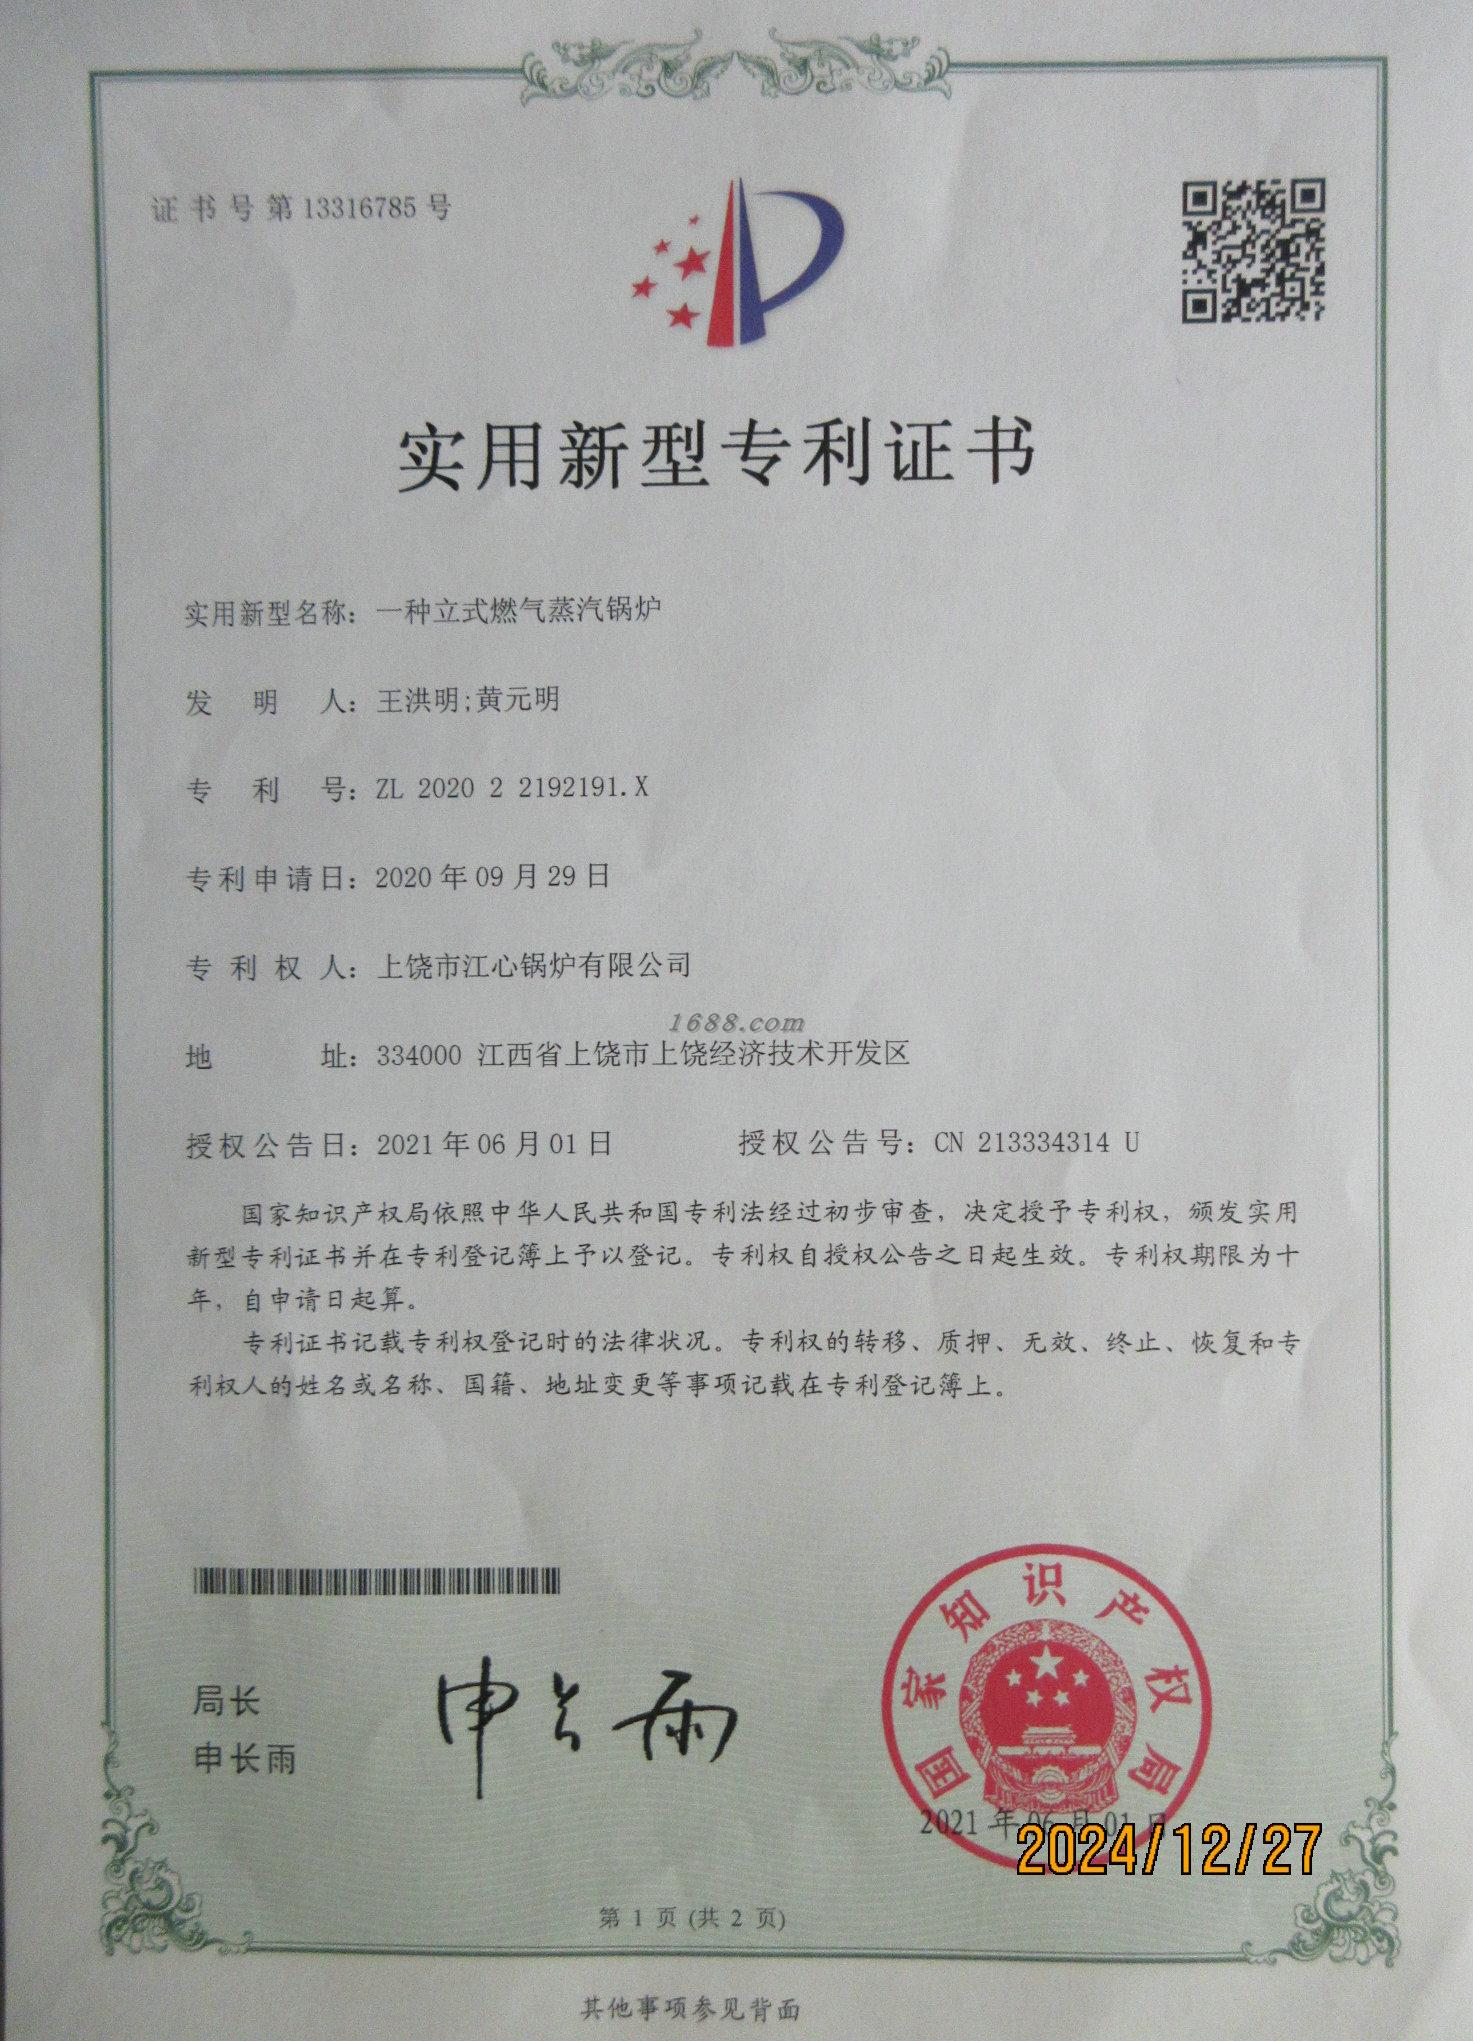 证书号第13316785号
实用新型专利证书
实用新型名称：一种立式燃气蒸汽锅炉
发明人：王洪明;黄元明
专利号：ZL 2020 2 2192191.X
专利申请日：2020年09月29日
专利权人：上饶市江心锅炉有限公司
1688.com
地址：334000 江西省上饶市上饶经济技术开发区
授权公告日：2021年06月01日 授权公告号：CN 213334314 U
国家知识产权局依照中华人民共和国专利法经过初步审查，决定授予专利权，颁发实用
新型专利证书并在专利登记簿上予以登记。专利权自授权公告之日起生效。专利权期限为十
年，自申请日起算。
专利证书记载专利权登记时的法律状况。专利权的转移、质押、无效、终止、恢复和专
利权人的姓名或名称、国籍、地址变更等事项记载在专利登记簿上。
局长
申长雨
申长雨
国家知识产权局
2021年06月01日
2024/12/27
第 1 页 (共 2 页)
其他事项参见背面